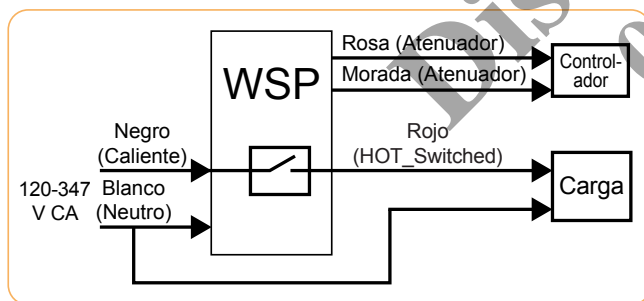 Rosa (Atenuador)
Morada (Atenuador)
Control-
ador
WSP
Negro
(Caliente)
Rojo
(HOT_Switched)
120-347
V CA
Blanco
(Neutro)
Carga